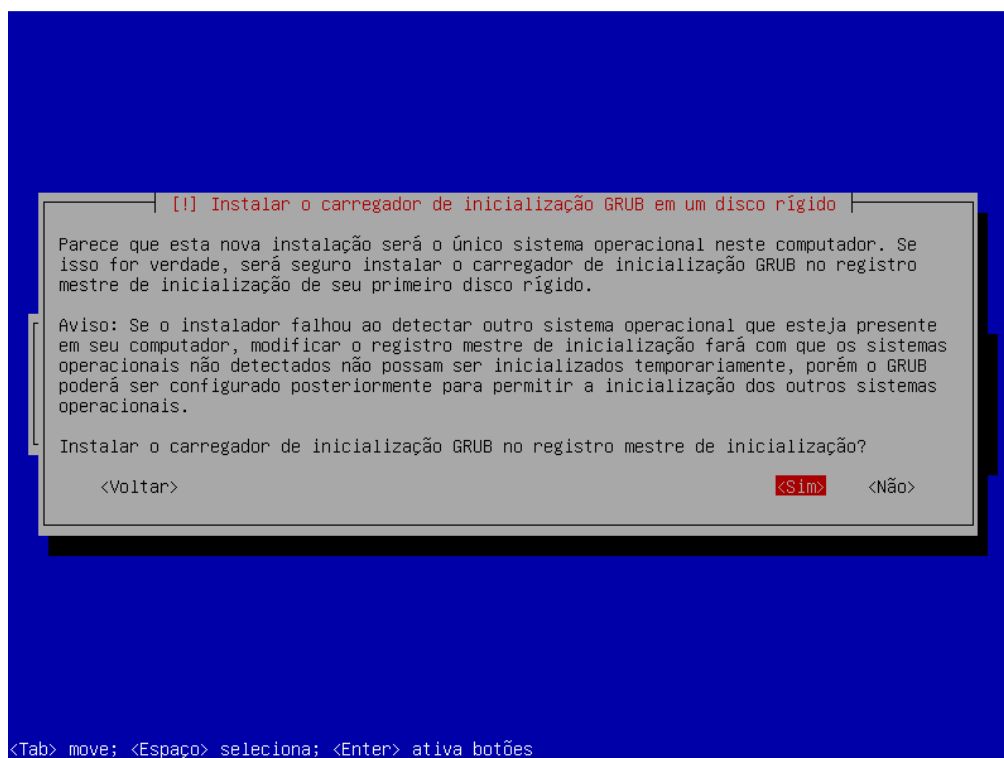 [!] Instalar o carregador de inicialização GRUB em um disco rígido
Parece que esta nova instalação será o único sistema operacional neste computador. Se
isso for verdade, será seguro instalar o carregador de inicialização GRUB no registro
mestre de inicialização de seu primeiro disco rígido.
Aviso: Se o instalador falhou ao detectar outro sistema operacional que esteja presente
em seu computador, modificar o registro mestre de inicialização fará com que os sistemas
operacionais não detectados não possam ser inicializados temporariamente, porém o GRUB
poderá ser configurado posteriormente para permitir a inicialização dos outros sistemas
operacionais.
Instalar o carregador de inicialização GRUB no registro mestre de inicialização?
<Voltar> <Sim> <Não>
<Tab> move; <Espaço> seleciona; <Enter> ativa botões